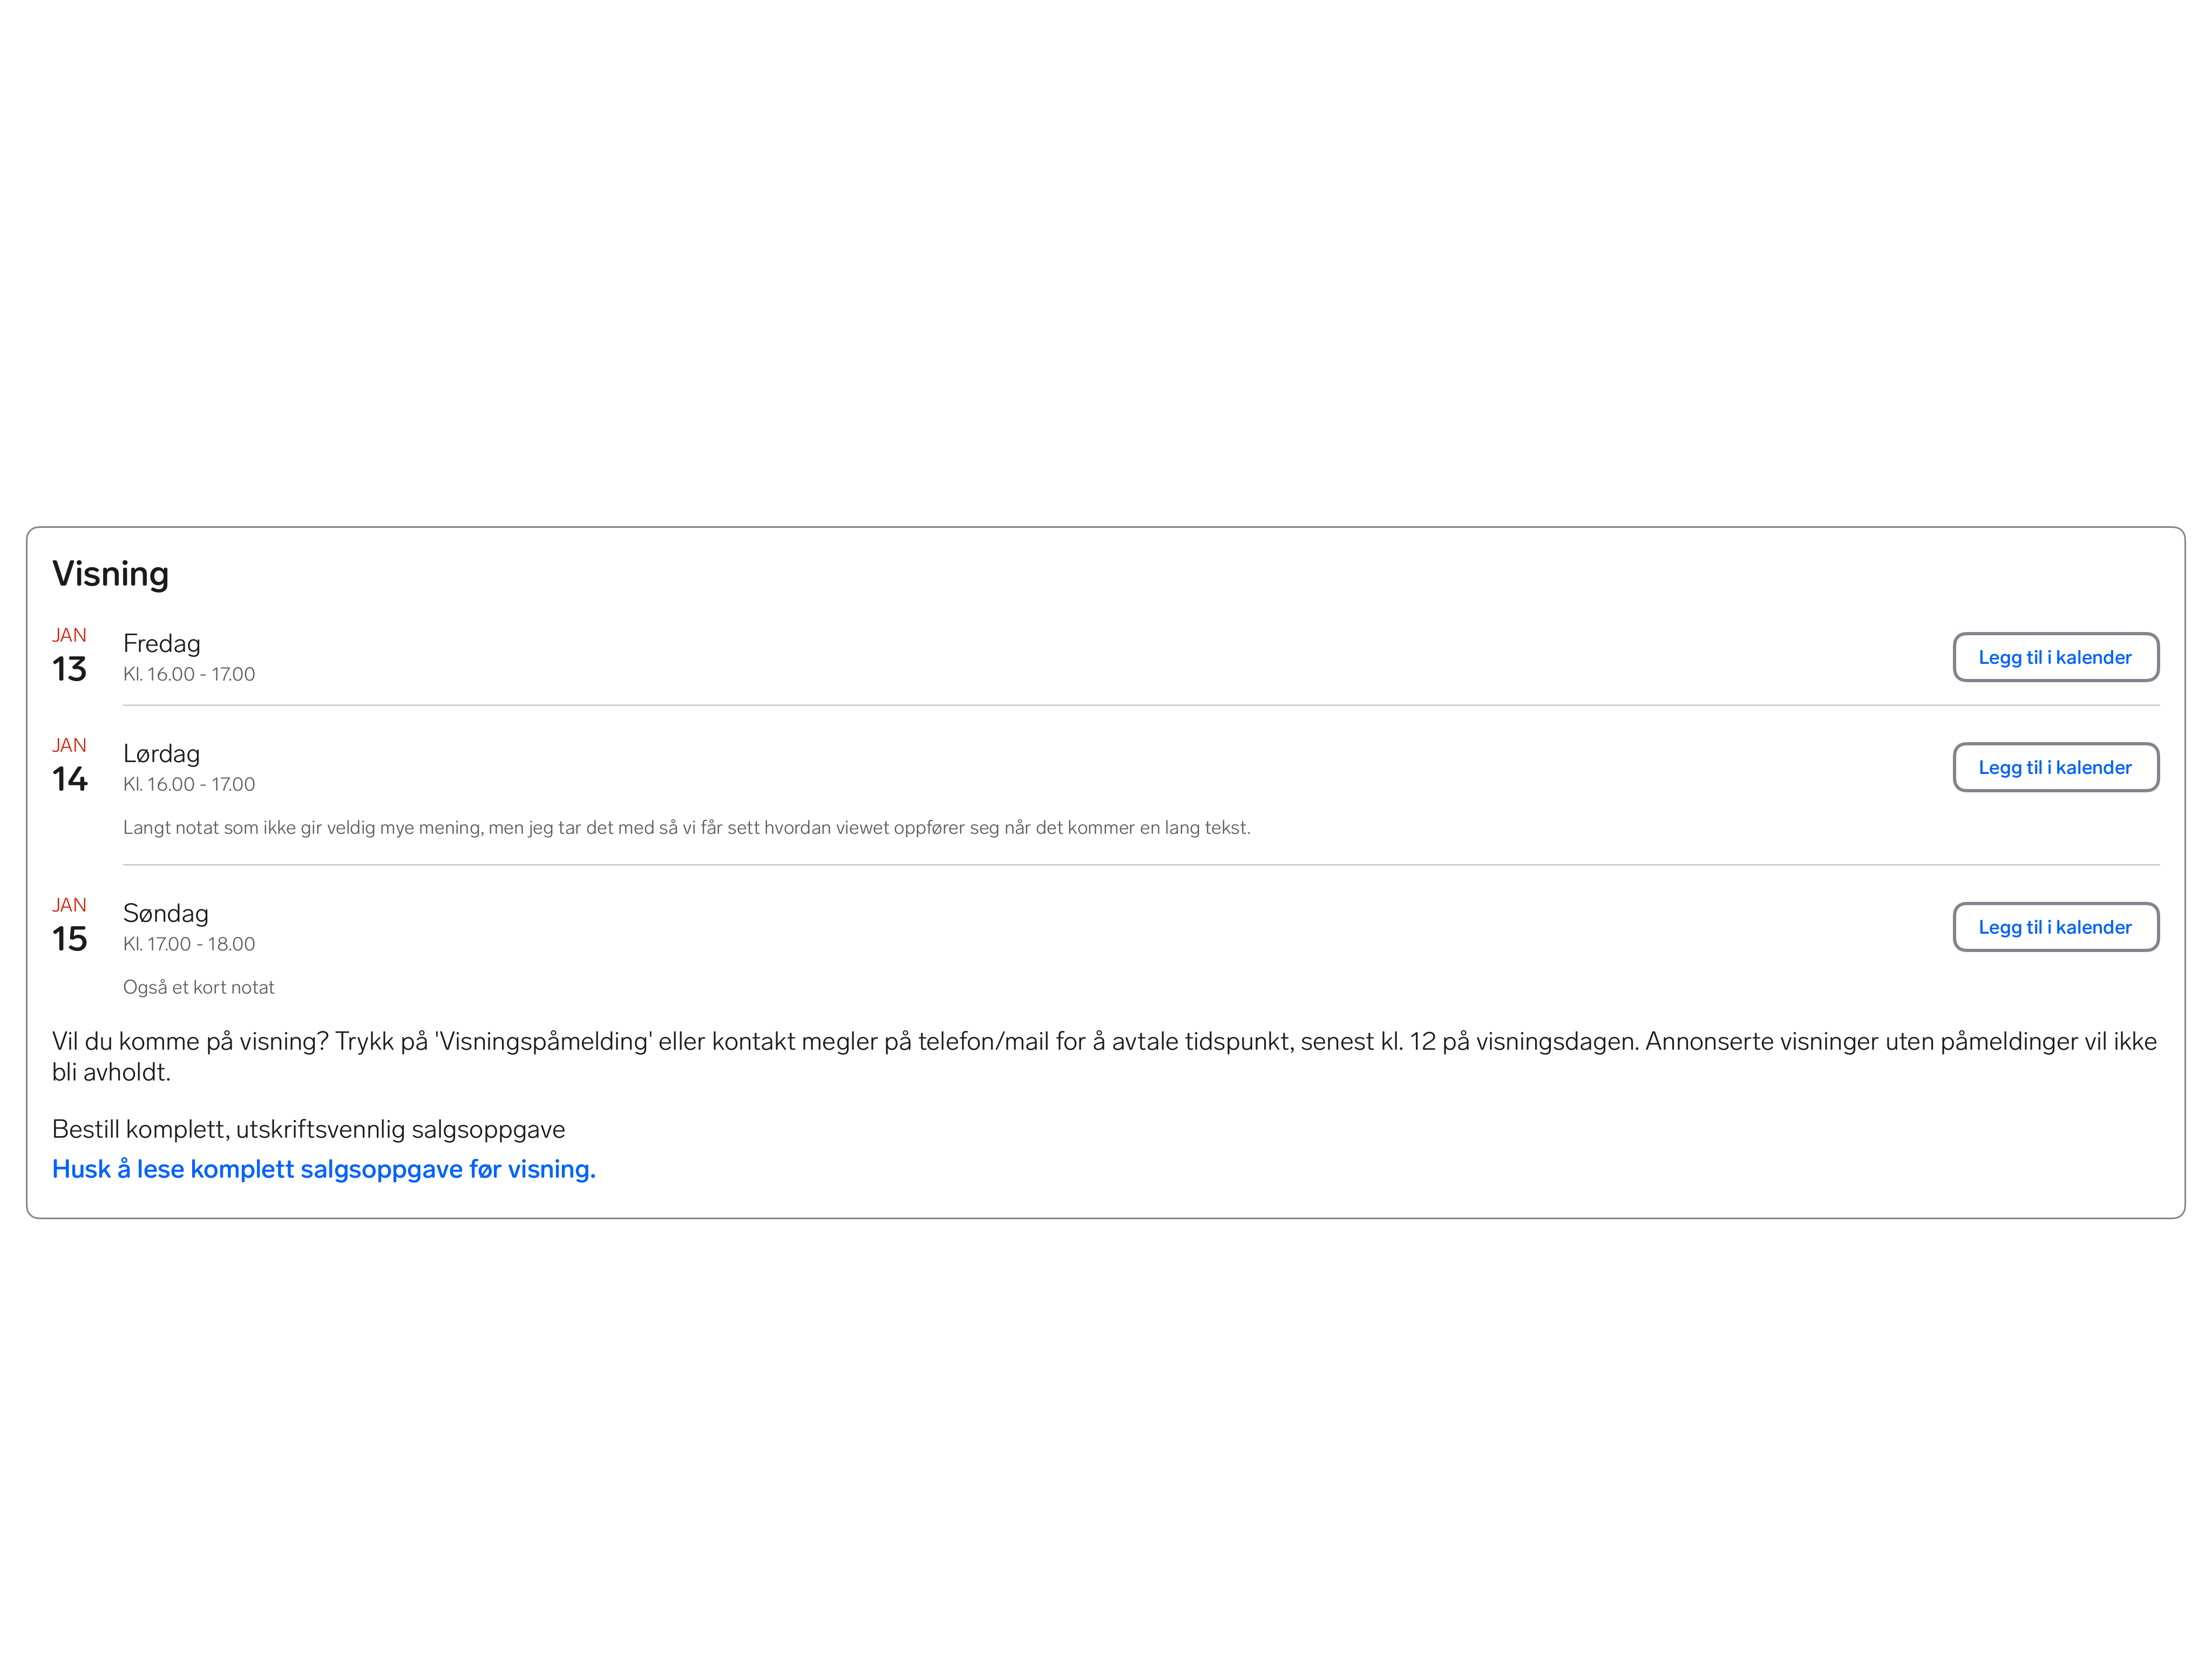 Visning
JAN
13
Fredag
Kl. 16.00 - 17.00
Legg til i kalender
JAN
14
Lørdag
Kl. 16.00 - 17.00
Legg til i kalender
Langt notat som ikke gir veldig mye mening, men jeg tar det med så vi får sett hvordan viewet oppfører seg når det kommer en lang tekst.
JAN
15
Søndag
Kl. 17.00 - 18.00
Legg til i kalender
Også et kort notat
Vil du komme på visning? Trykk på 'Visningspåmelding' eller kontakt megler på telefon/mail for å avtale tidspunkt, senest kl. 12 på visningsdagen. Annonserte visninger uten påmeldinger vil ikke
bli avholdt.
Bestill komplett, utskriftsvennlig salgsoppgave
Husk å lese komplett salgsoppgave før visning.